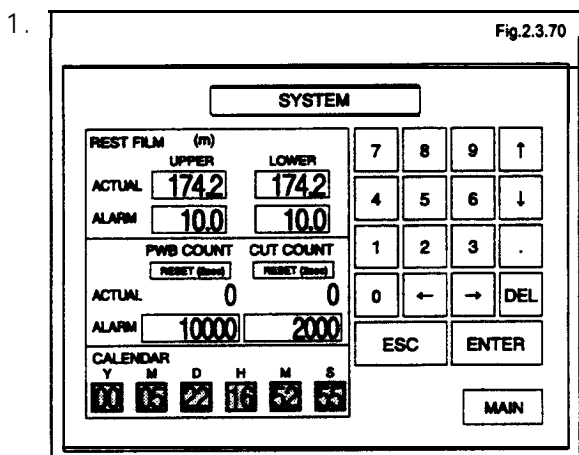 1.
Fig.2.3.70
SYSTEM
REST FILM (m)
UPPER LOWER
ACTUAL 174.2 174.2
ALARM 10.0 10.0
PWB COUNT CUT COUNT
RESET (2sec) RESET (2sec)
ACTUAL 0 0
ALARM 10000 2000
CALENDAR
Y M D H M S
00 05 22 16 52 55
7 8 9 ↑
4 5 6 ↓
1 2 3 .
0 ← → DEL
ESC ENTER
MAIN